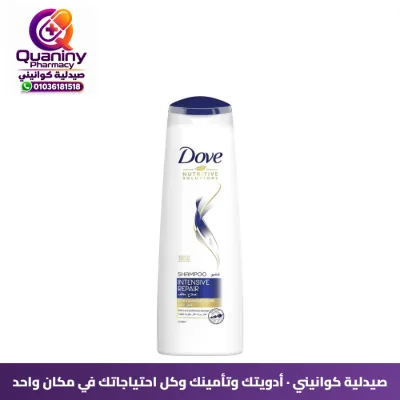 Quaniny
Pharmacy
صيدلية كوانيني
01036181518
Dove
NUTRITIVE
SOLUTIONS
SHAMPOO شامبو
INTENSIVE
REPAIR
صيدلية كوانيني - أدويتك وتأمينك وكل احتياجاتك في مكان واحد